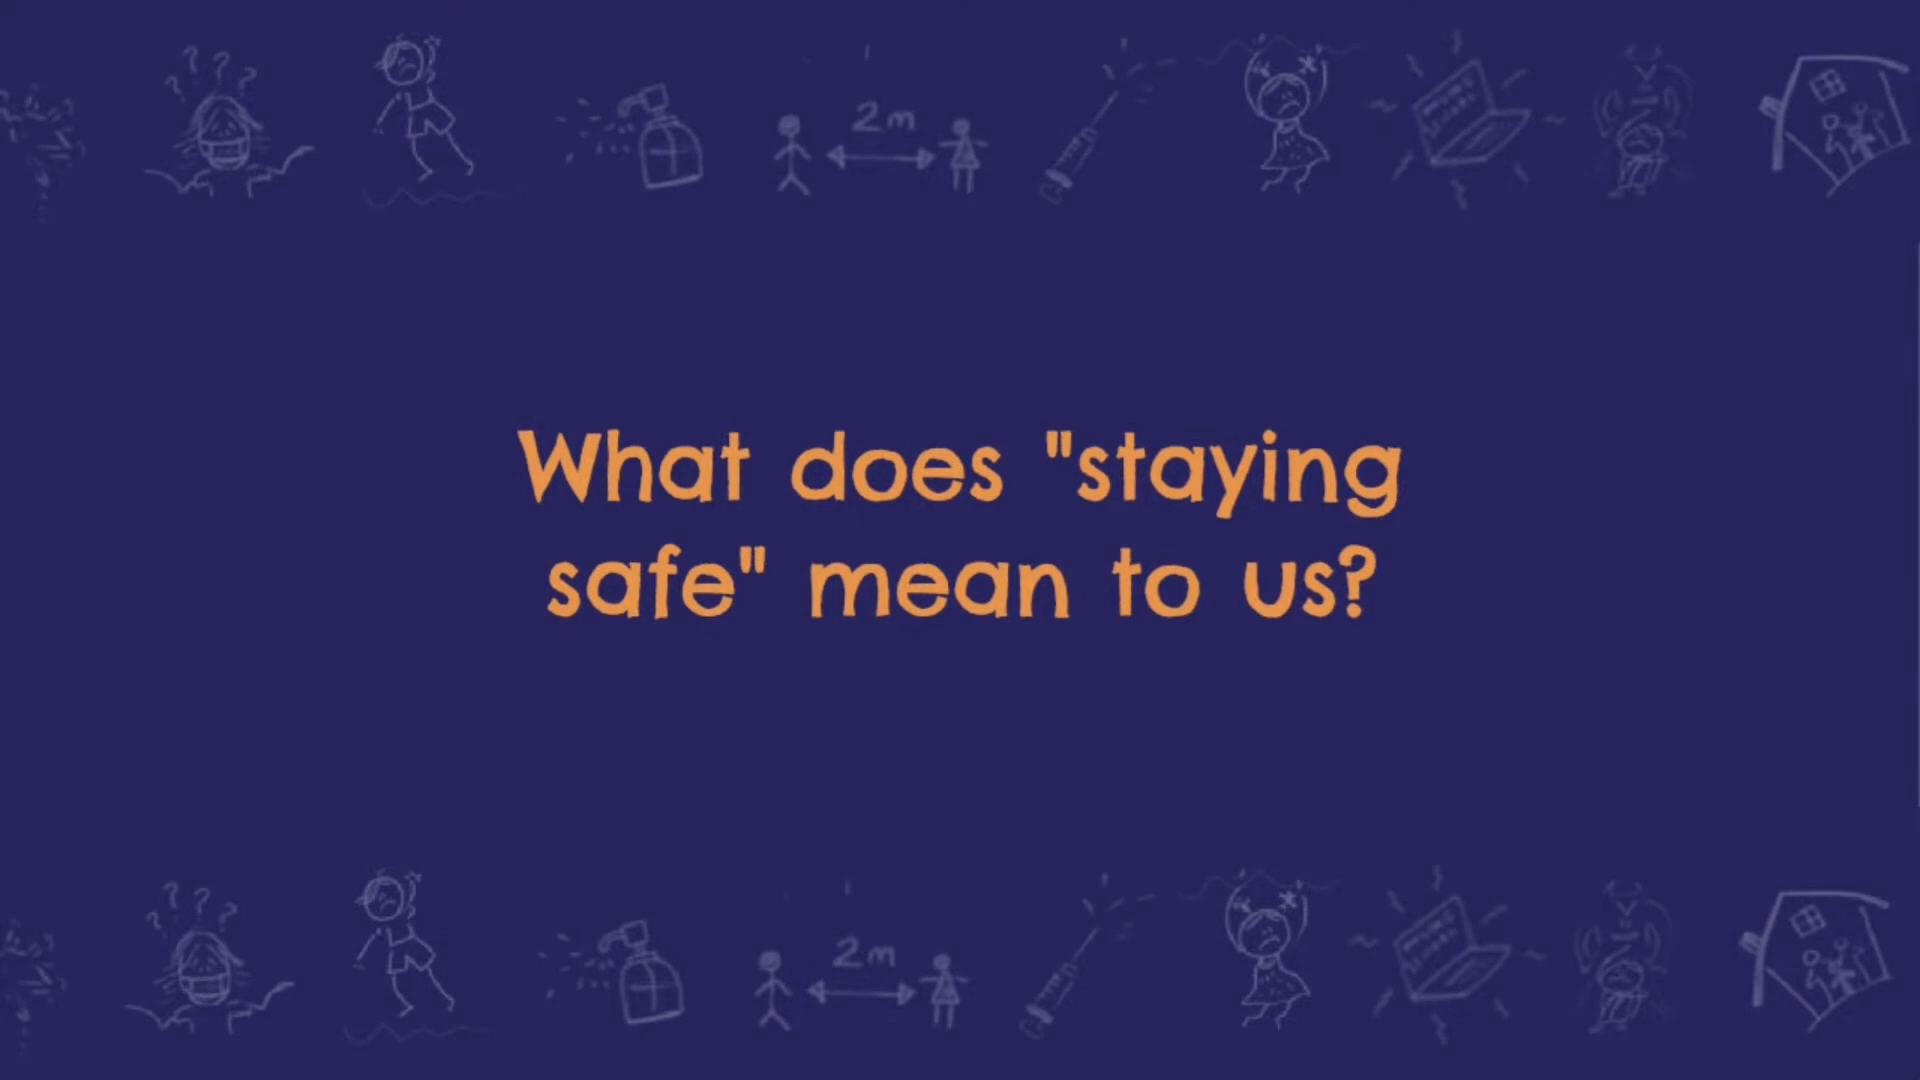 ? ? ?
2m
What does "staying
safe" mean to us?
? ? ?
2m